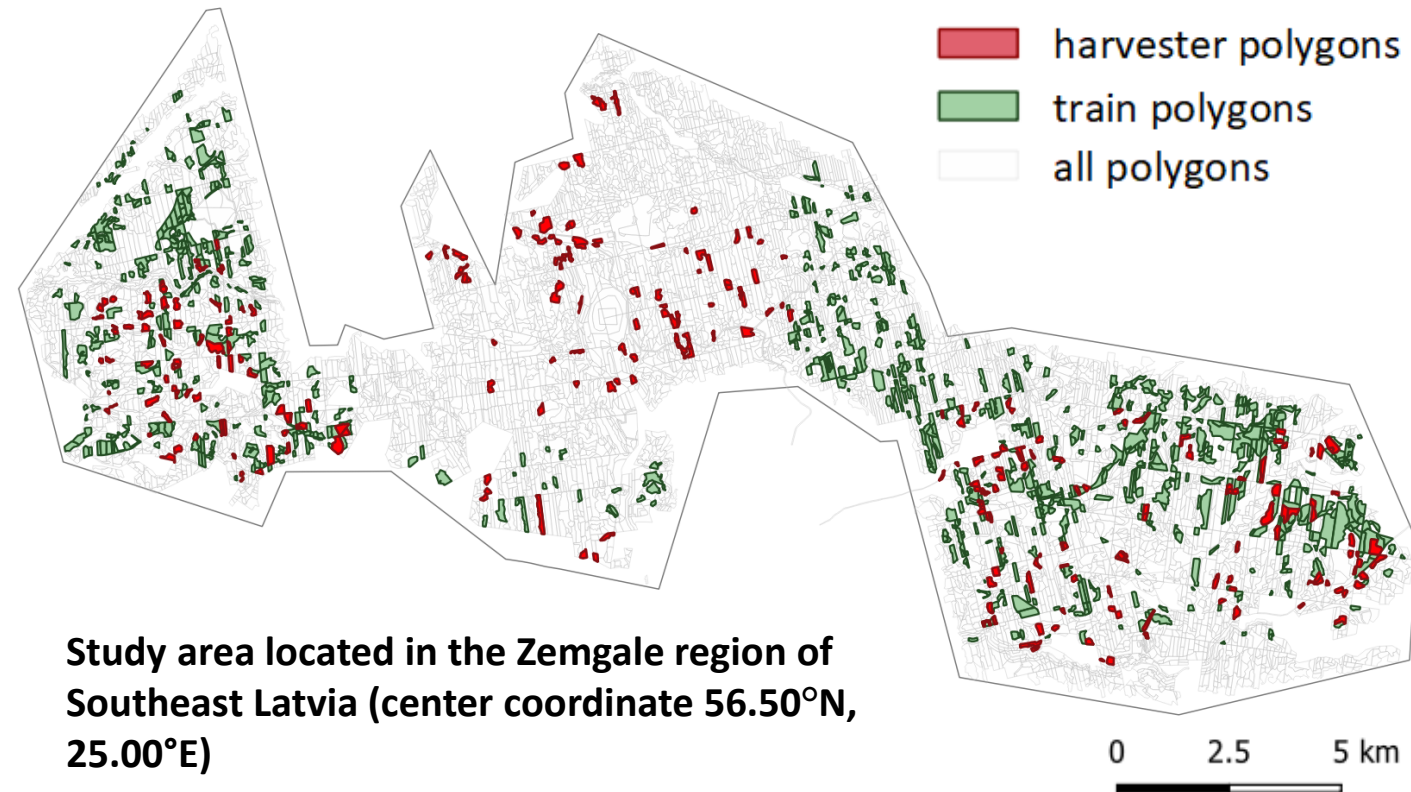 harvester polygons
train polygons
all polygons
Study area located in the Zemgale region of
Southeast Latvia (center coordinate 56.50°N,
25.00°E)
0 2.5 5 km